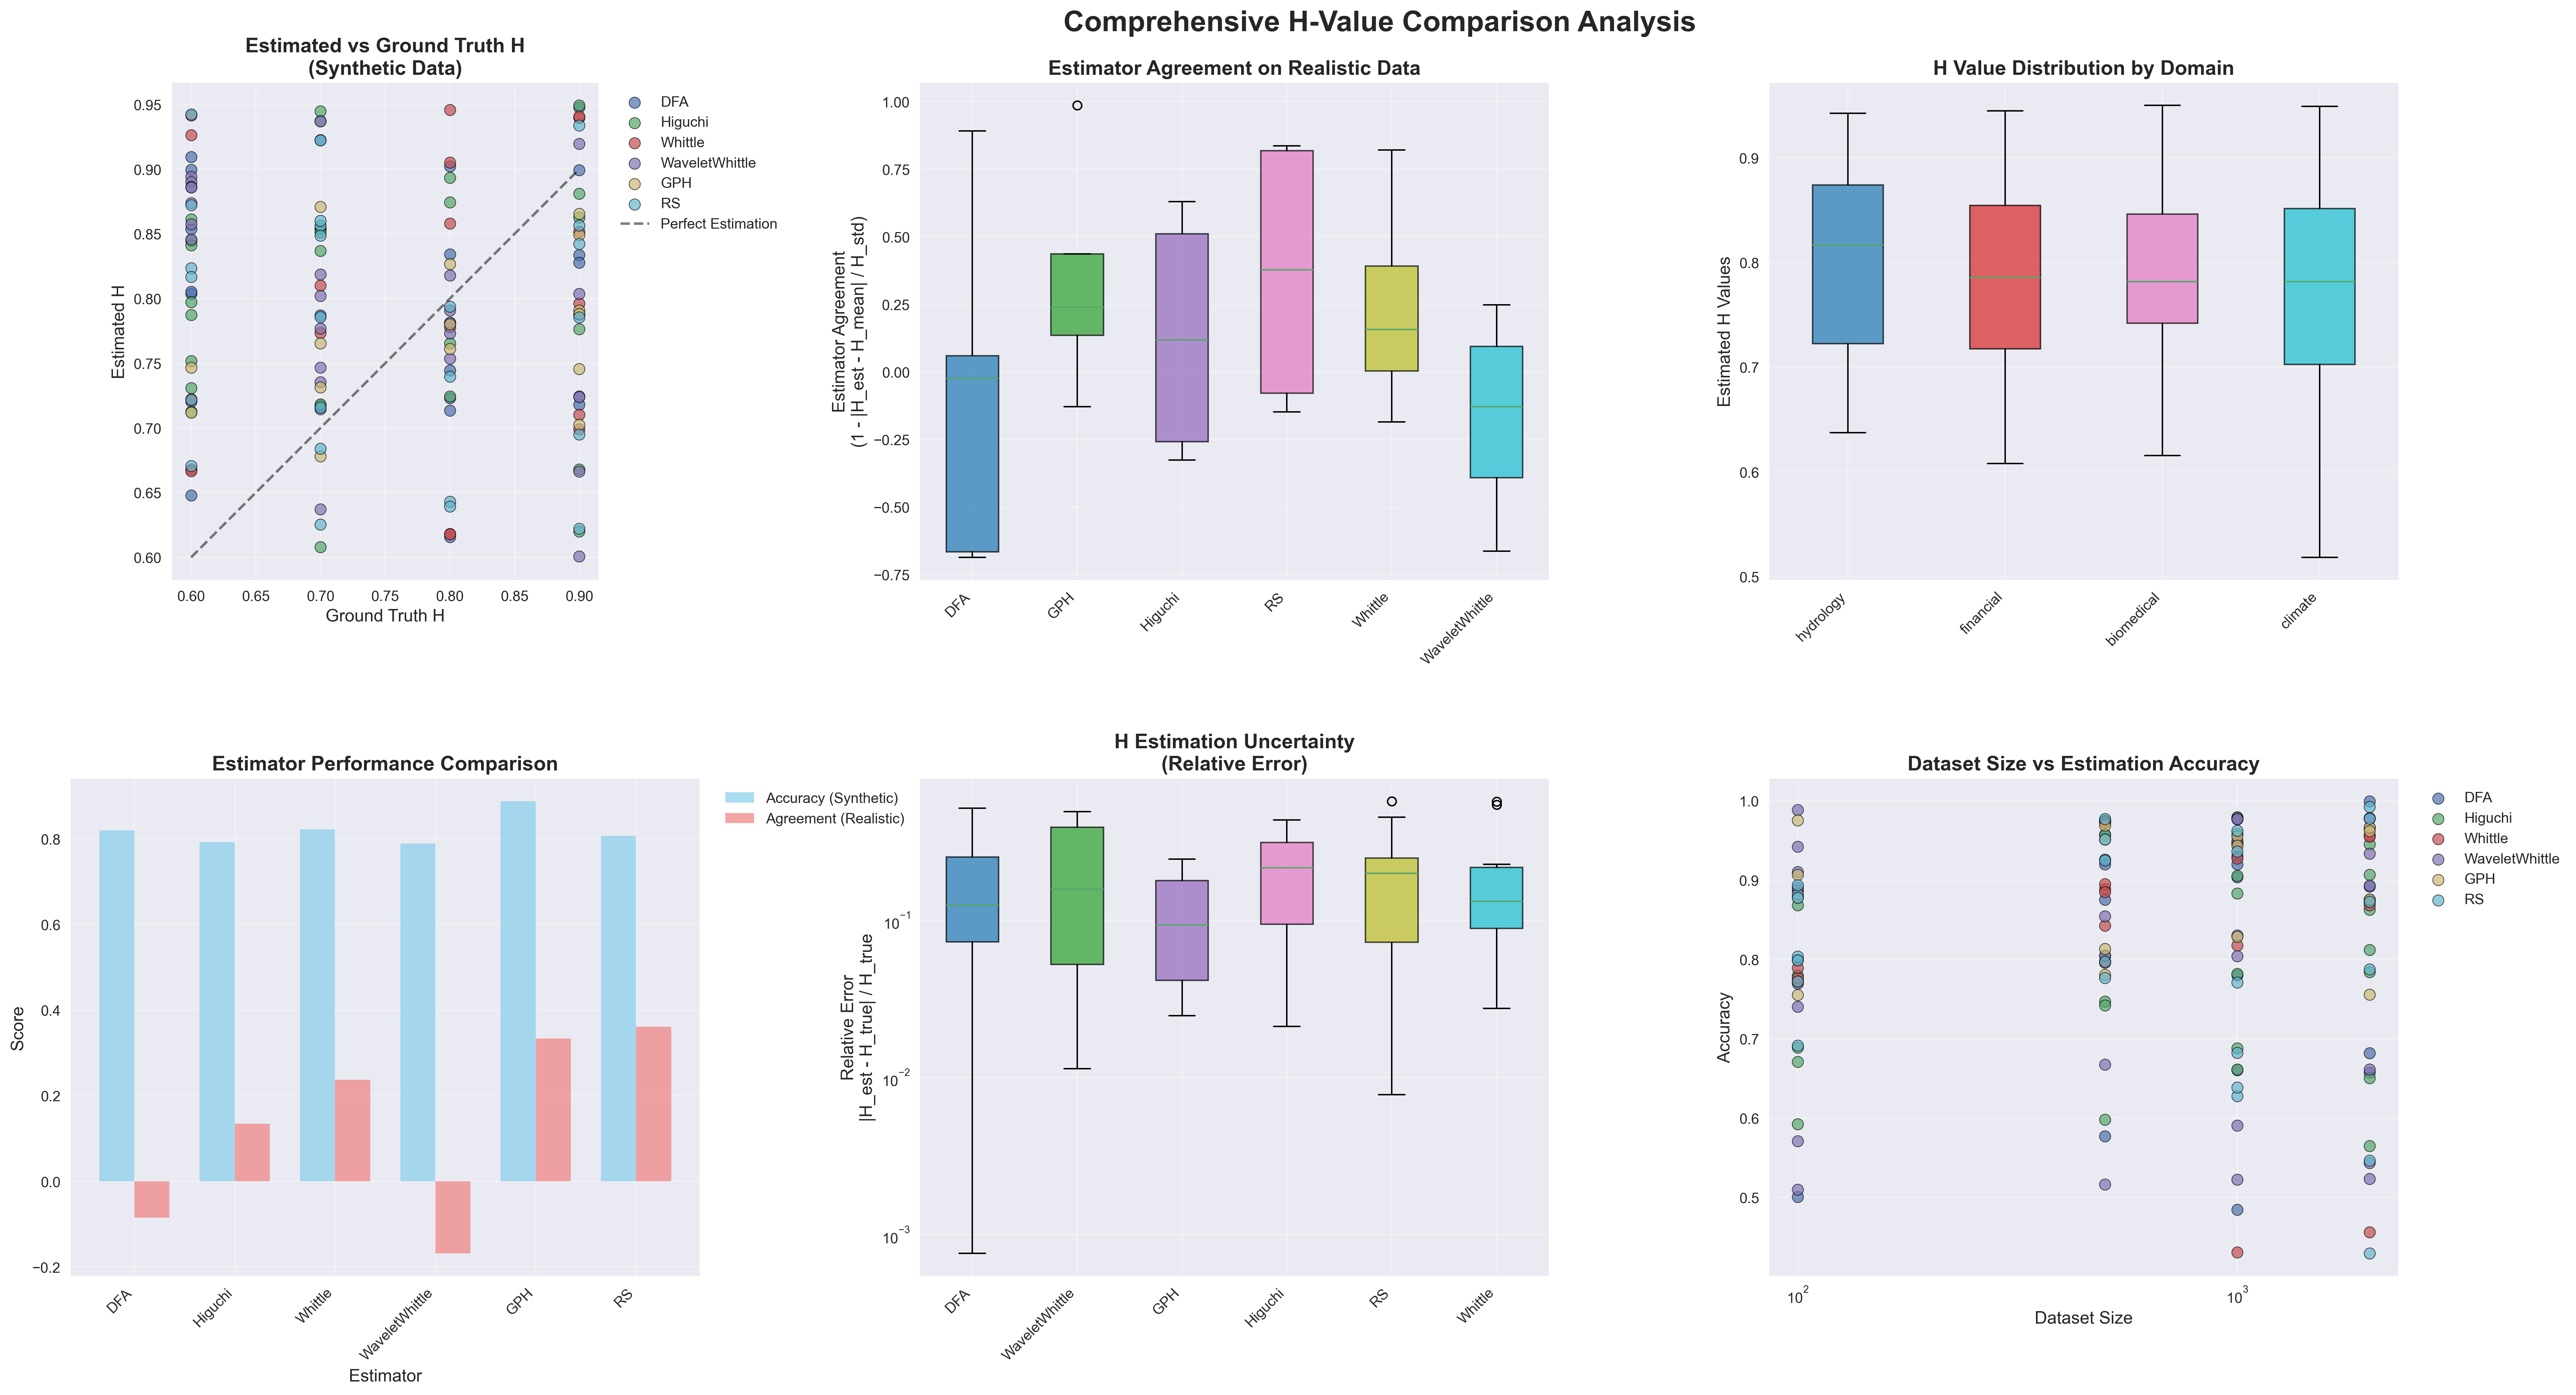 Comprehensive H-Value Comparison Analysis
Estimated vs Ground Truth H
(Synthetic Data)
Estimated H
0.95
0.90
0.85
0.80
0.75
0.70
0.65
0.60
0.60 0.65 0.70 0.75 0.80 0.85 0.90
Ground Truth H
DFA
Higuchi
Whittle
WaveletWhittle
GPH
RS
Perfect Estimation
Estimator Agreement on Realistic Data
Estimator Agreement
(1 - |H_est - H_mean| / H_std)
1.00
0.75
0.50
0.25
0.00
−0.25
−0.50
−0.75
DFA
GPH
Higuchi
RS
Whittle
WaveletWhittle
H Value Distribution by Domain
Estimated H Values
0.9
0.8
0.7
0.6
0.5
hydrology
financial
biomedical
climate
Estimator Performance Comparison
Score
0.8
0.6
0.4
0.2
0.0
−0.2
DFA
Higuchi
Whittle
WaveletWhittle
GPH
RS
Estimator
Accuracy (Synthetic)
Agreement (Realistic)
H Estimation Uncertainty
(Relative Error)
Relative Error
|H_est - H_true| / H_true
10⁻¹
10⁻²
10⁻³
DFA
WaveletWhittle
GPH
Higuchi
RS
Whittle
Dataset Size vs Estimation Accuracy
Accuracy
1.0
0.9
0.8
0.7
0.6
0.5
10² 10³
Dataset Size
DFA
Higuchi
Whittle
WaveletWhittle
GPH
RS